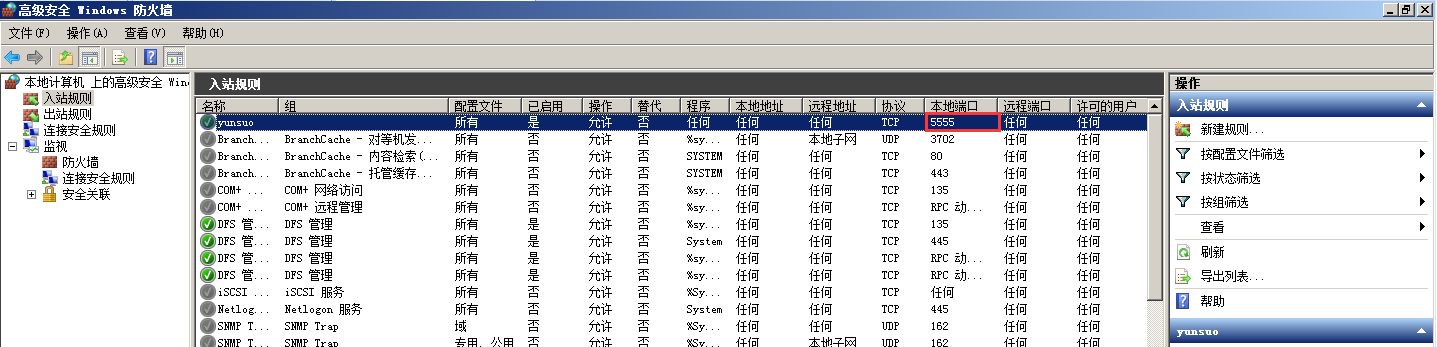 高级安全 Windows 防火墙
文件(F) 操作(A) 查看(V) 帮助(H)
本地计算机 上的高级安全 Win
入站规则
出站规则
连接安全规则
监视
防火墙
连接安全规则
安全关联
入站规则
名称 组 配置文件 已启用 操作 替代 程序 本地地址 远程地址 协议 本地端口 远程端口 许可的用户
yunsuo 所有 是 允许 否 任何 任何 任何 TCP 5555 任何 任何
Branch... BranchCache - 对等机发... 所有 否 允许 否 %sy... 任何 本地子网 UDP 3702 任何 任何
Branch... BranchCache - 内容检索(... 所有 否 允许 否 SYSTEM 任何 任何 TCP 80 任何 任何
Branch... BranchCache - 托管缓存... 所有 否 允许 否 SYSTEM 任何 任何 TCP 443 任何 任何
COM+ ... COM+ 网络访问 所有 否 允许 否 %sy... 任何 任何 TCP 135 任何 任何
COM+ ... COM+ 远程管理 所有 否 允许 否 %sy... 任何 任何 TCP RPC 动... 任何 任何
DFS 管... DFS 管理 所有 是 允许 否 %sy... 任何 任何 TCP 135 任何 任何
DFS 管... DFS 管理 所有 是 允许 否 System 任何 任何 TCP 445 任何 任何
DFS 管... DFS 管理 所有 是 允许 否 %sy... 任何 任何 TCP RPC 动... 任何 任何
DFS 管... DFS 管理 所有 是 允许 否 %sy... 任何 任何 TCP RPC 动... 任何 任何
iSCSI ... iSCSI 服务 所有 否 允许 否 %Sy... 任何 任何 TCP 任何 任何 任何
Netlog... Netlogon 服务 所有 否 允许 否 System 任何 任何 TCP 445 任何 任何
SNMP T... SNMP Trap 域 否 允许 否 %Sy... 任何 任何 UDP 162 任何 任何
SNMP T... SNMP Trap 专用, 公用 否 允许 否 %Sy... 任何 本地子网 UDP 162 任何 任何
操作
入站规则
新建规则...
按配置文件筛选
按状态筛选
按组筛选
查看
刷新
导出列表...
帮助
yunsuo